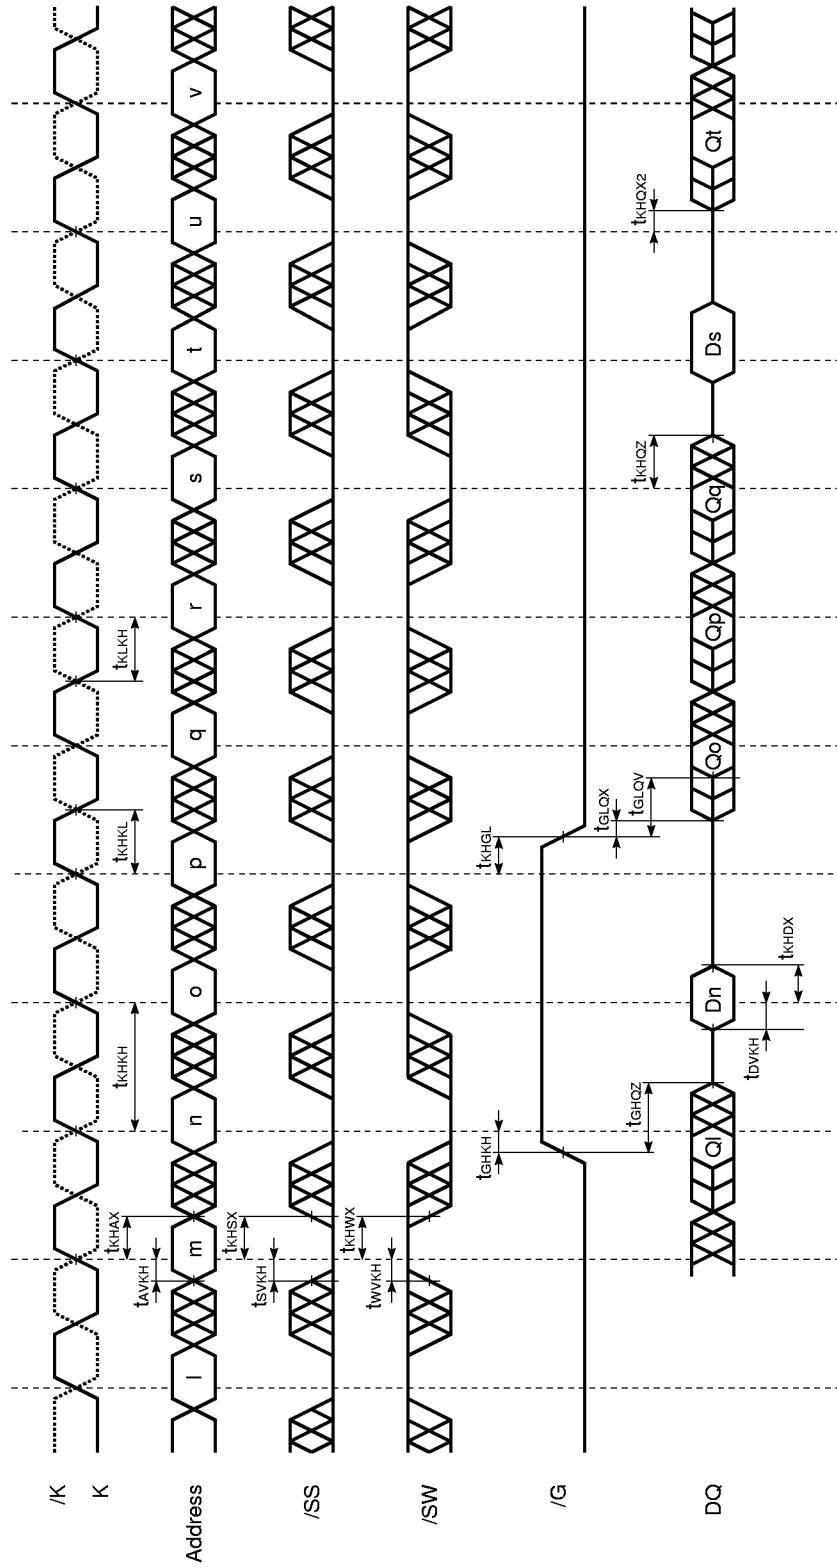 /K
K
tKHKH
tKHKL
tKLKH
Address
l
m
n
o
p
q
r
s
t
u
v
tAVKH
tKHAX
/SS
tSVKH
tKHSX
/SW
tWVKH
tKHWX
/G
tGHKH
tKHGL
DQ
Ql
Dn
Qo
Qp
Qq
Ds
Qt
tGHQZ
tDVKH
tKHDX
tGLQX
tGLQV
tKHQZ
tKHQX2